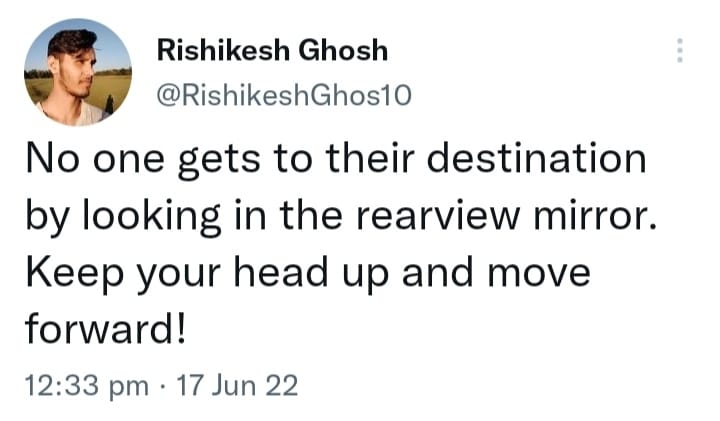 Rishikesh Ghosh
@RishikeshGhos10
No one gets to their destination
by looking in the rearview mirror.
Keep your head up and move
forward!
12:33 pm · 17 Jun 22